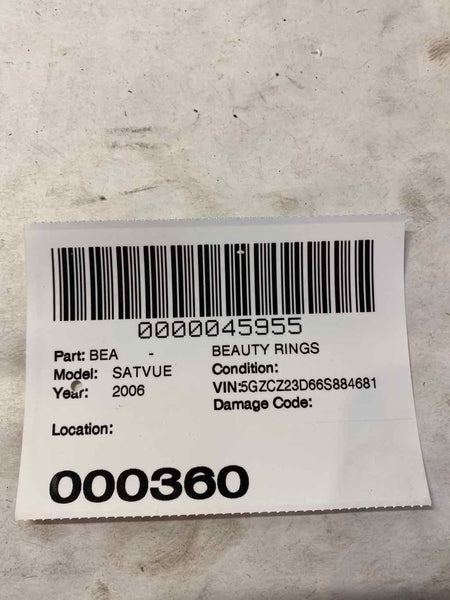 0000045955
Part: BEA - BEAUTY RINGS
Model: SATVUE Condition:
Year: 2006 VIN:5GZCZ23D66S884681
Damage Code:
Location:
000360